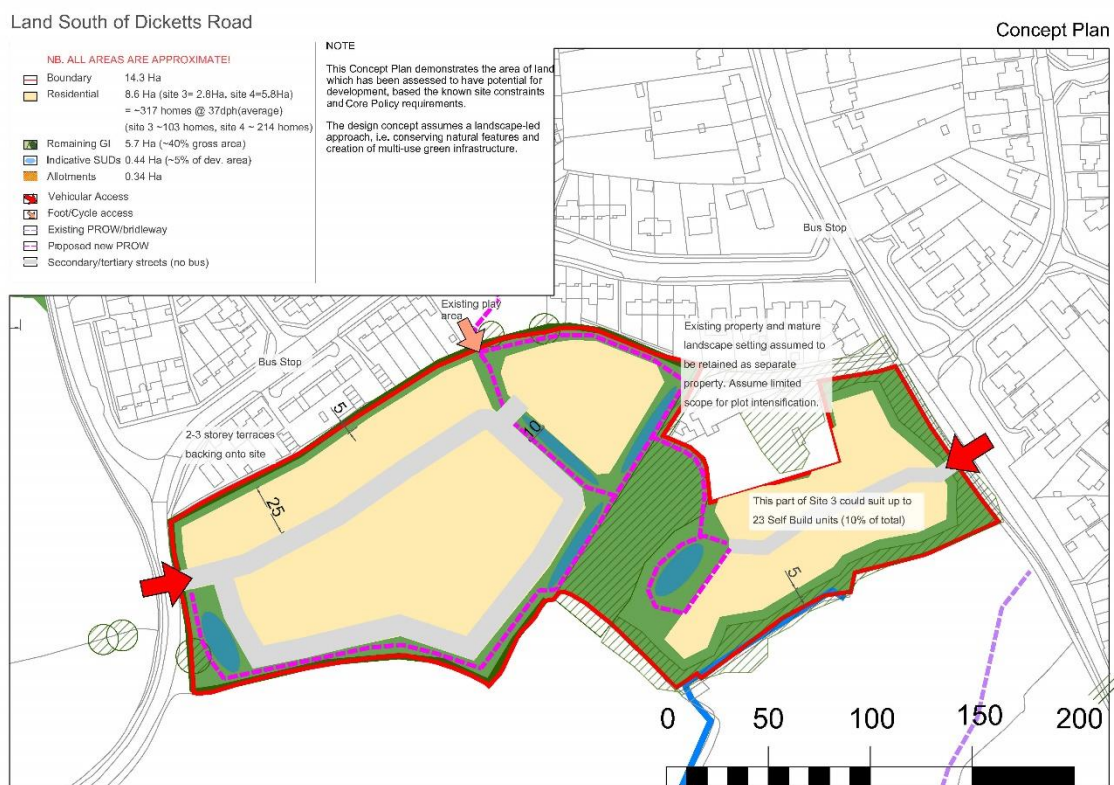 Land South of Dicketts Road
Concept Plan
NB. ALL AREAS ARE APPROXIMATE!
Boundary 14.3 Ha
Residential 8.6 Ha (site 3= 2.8Ha, site 4=5.8Ha)
= ~317 homes @ 37dph(average)
(site 3 ~103 homes, site 4 ~ 214 homes)
Remaining GI 5.7 Ha (~40% gross area)
Indicative SUDs 0.44 Ha (~5% of dev. area)
Allotments 0.34 Ha
Vehicular Access
Foot/Cycle access
Existing PROW/bridleway
Proposed new PROW
Secondary/tertiary streets (no bus)
NOTE
This Concept Plan demonstrates the area of land
which has been assessed to have potential for
development, based the known site constraints
and Core Policy requirements.
The design concept assumes a landscape-led
approach, i.e. conserving natural features and
creation of multi-use green infrastructure.
Bus Stop
Existing play
area
Existing property and mature
landscape setting assumed to
be retained as separate
property. Assume limited
scope for plot intensification.
Bus Stop
5
2-3 storey terraces
backing onto site
10
25
This part of Site 3 could suit up to
23 Self Build units (10% of total)
5
0 50 100 150 200